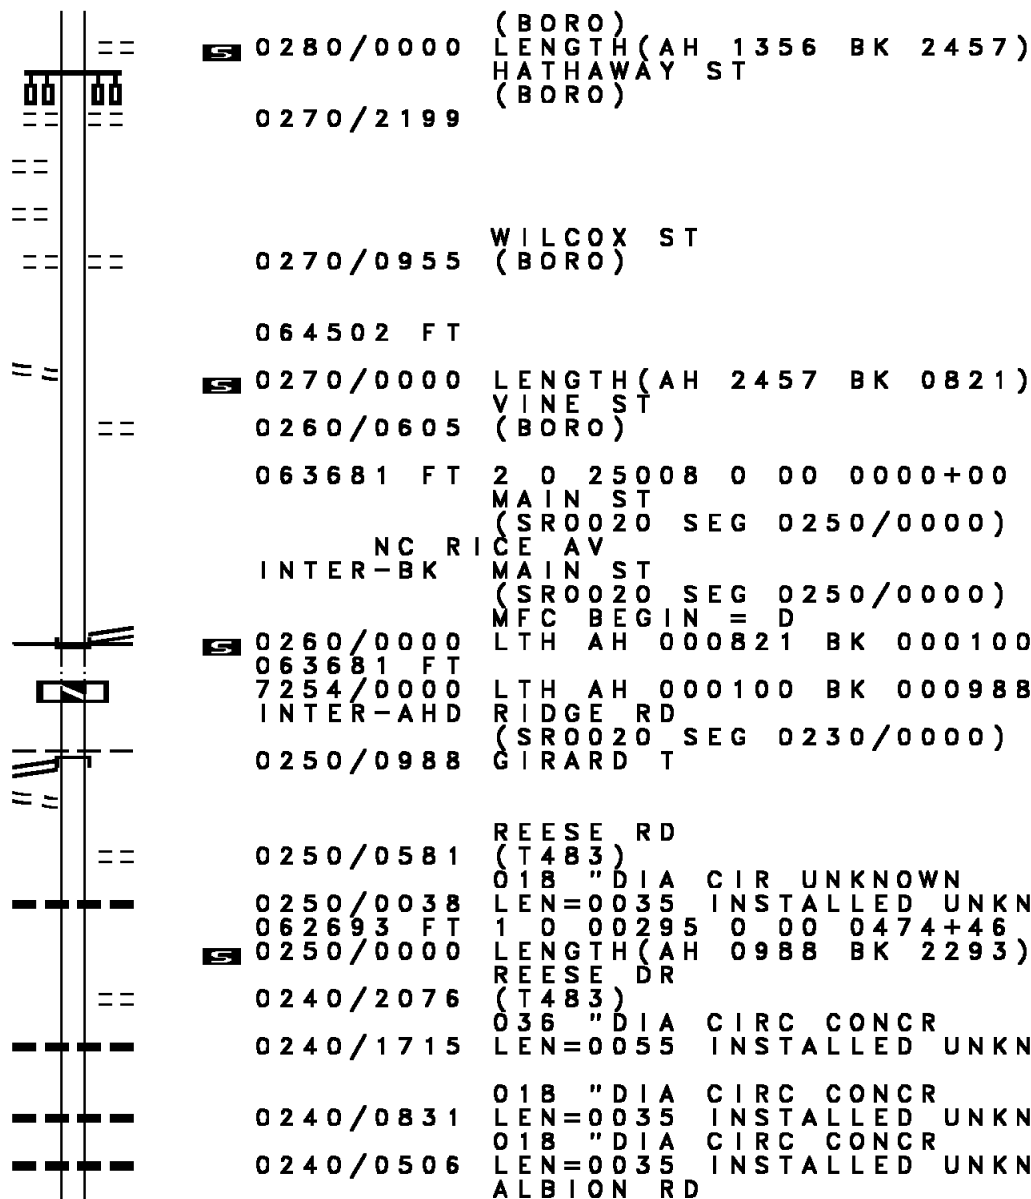 (BORO)
S 0280/0000 LENGTH(AH 1356 BK 2457)
HATHAWAY ST
(BORO)
0270/2199
WILCOX ST
0270/0955 (BORO)
064502 FT
S 0270/0000 LENGTH(AH 2457 BK 0821)
VINE ST
0260/0605 (BORO)
063681 FT 2 0 25008 0 00 0000+00
MAIN ST
(SR0020 SEG 0250/0000)
NC RICE AV
INTER-BK MAIN ST
(SR0020 SEG 0250/0000)
MFC BEGIN = D
S 0260/0000 LTH AH 000821 BK 000100
063681 FT
7254/0000 LTH AH 000100 BK 000988
INTER-AHD RIDGE RD
(SR0020 SEG 0230/0000)
0250/0988 GIRARD T
REESE RD
0250/0581 (T483)
018 "DIA CIR UNKNOWN
0250/0038 LEN=0035 INSTALLED UNKN
062693 FT 1 0 00295 0 00 0474+46
S 0250/0000 LENGTH(AH 0988 BK 2293)
REESE DR
0240/2076 (T483)
036 "DIA CIRC CONCR
0240/1715 LEN=0055 INSTALLED UNKN
018 "DIA CIRC CONCR
0240/0831 LEN=0035 INSTALLED UNKN
018 "DIA CIRC CONCR
0240/0506 LEN=0035 INSTALLED UNKN
ALBION RD